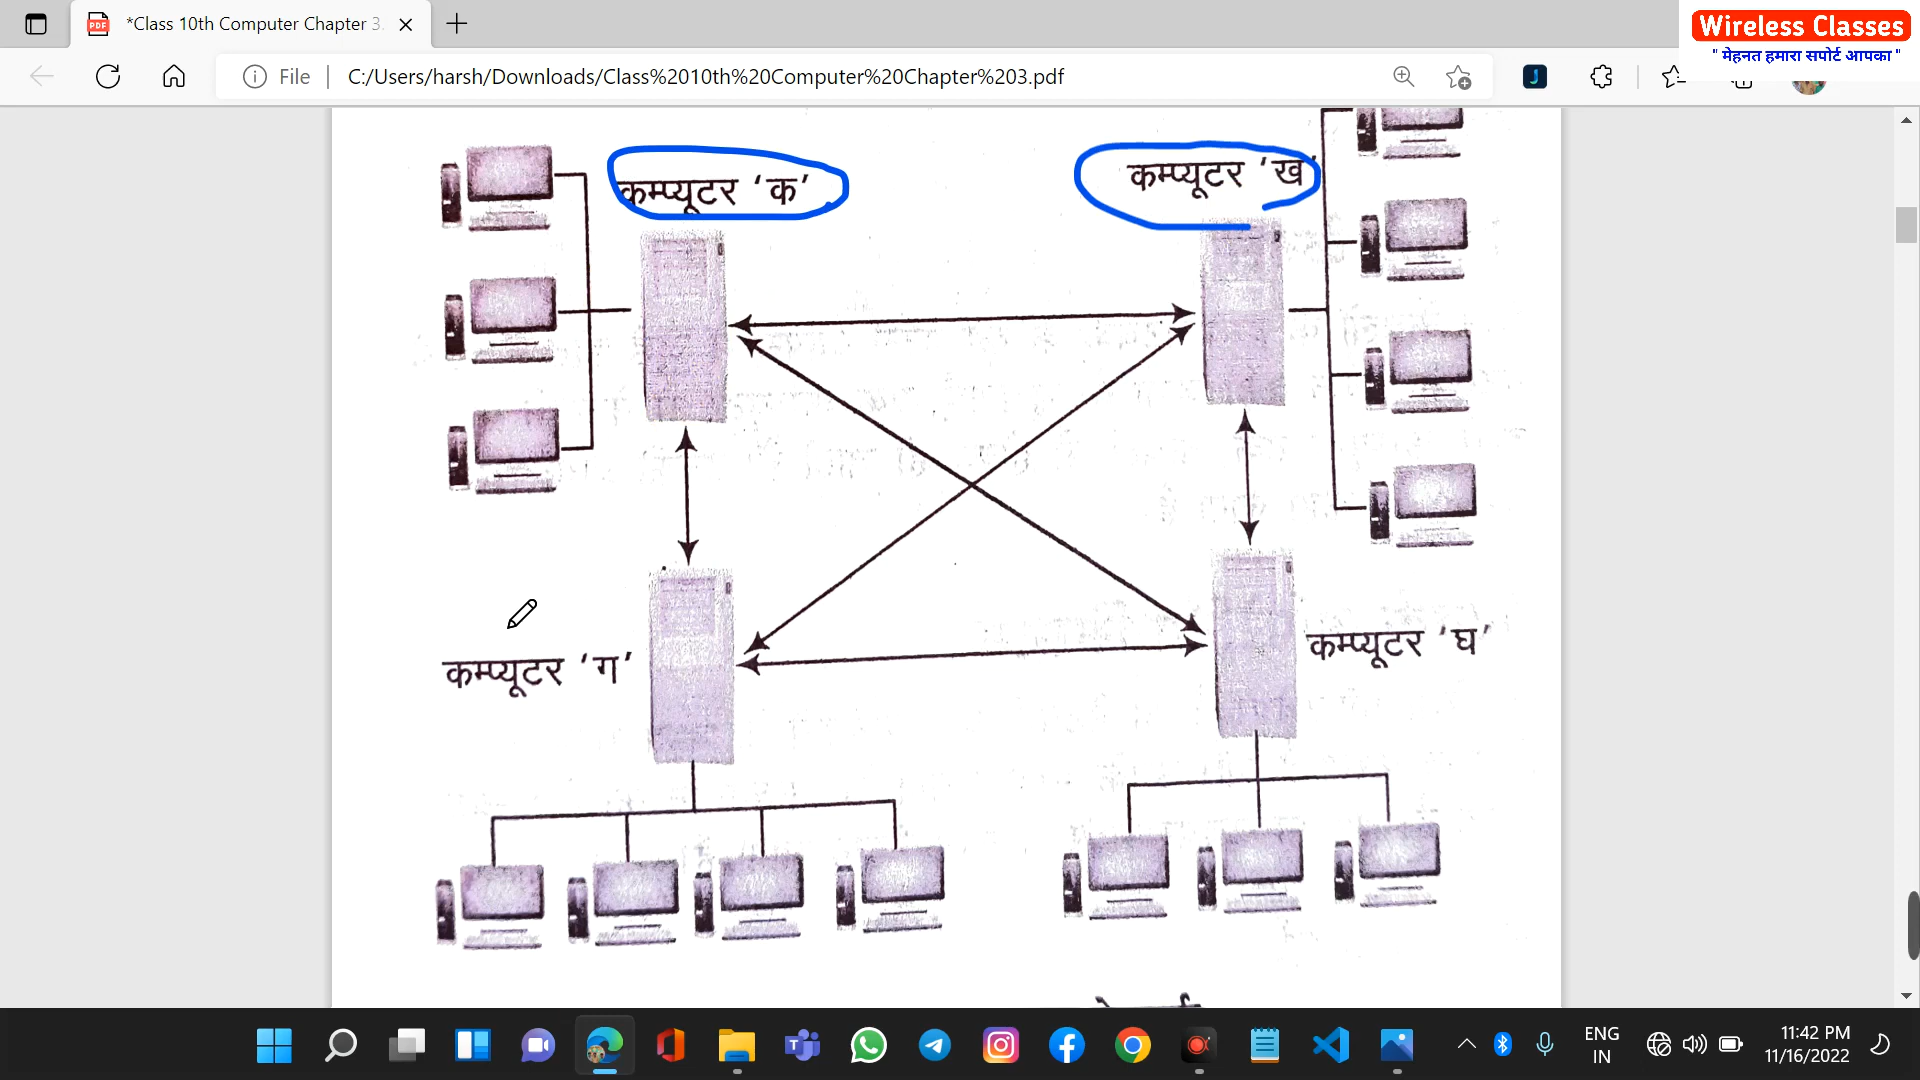 *Class 10th Computer Chapter 3.
Wireless Classes
" मेहनत हमारा सपोर्ट आपका "
File
C:/Users/harsh/Downloads/Class%2010th%20Computer%20Chapter%203.pdf
कम्प्यूटर ‘क’
कम्प्यूटर ‘ख’
कम्प्यूटर ‘ग’
कम्प्यूटर ‘घ’
ENG
IN
11:42 PM
11/16/2022